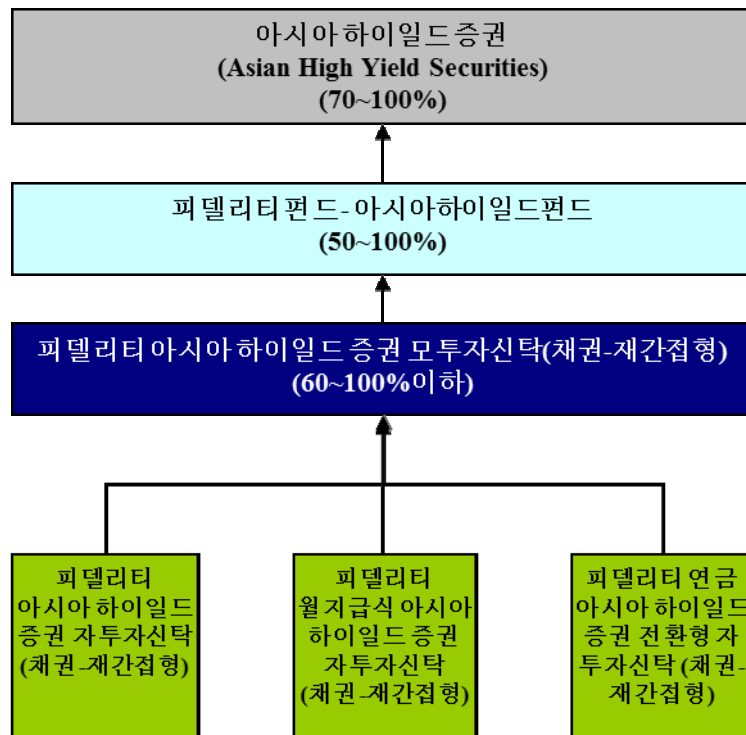 아시아하이일드증권
(Asian High Yield Securities)
(70~100%)
피델리티펀드-아시아하이일드펀드
(50~100%)
피델리티아시아하이일드증권 모투자신탁(채권-재간접형)
(60~100%이하)
피델리티
아시아하이일드
증권 자투자신탁
(채권-재간접형)
피델리티
월지급식아시아
하이일드증권
자투자신탁
(채권-재간접형)
피델리티연금
아시아하이일드
증권 전환형자
투자신탁(채권-
재간접형)